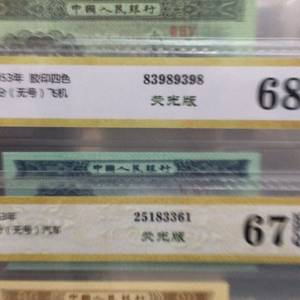 中國人民銀行
53年 胶印四色
83989398
68
分(无号)飞机
荧光版
中國人民銀行
3年
25183361
67
(无号)汽车
荧光版